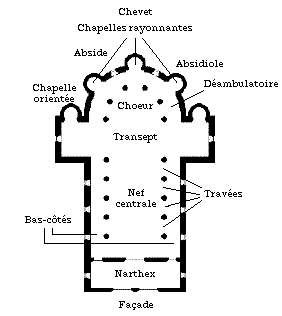 Chevet
Chapelles rayonnantes
Abside
Absidiole
Chapelle
orientée
Déambulatoire
Choeur
Transept
Nef
centrale
Travées
Bas-côtés
Narthex
Façade